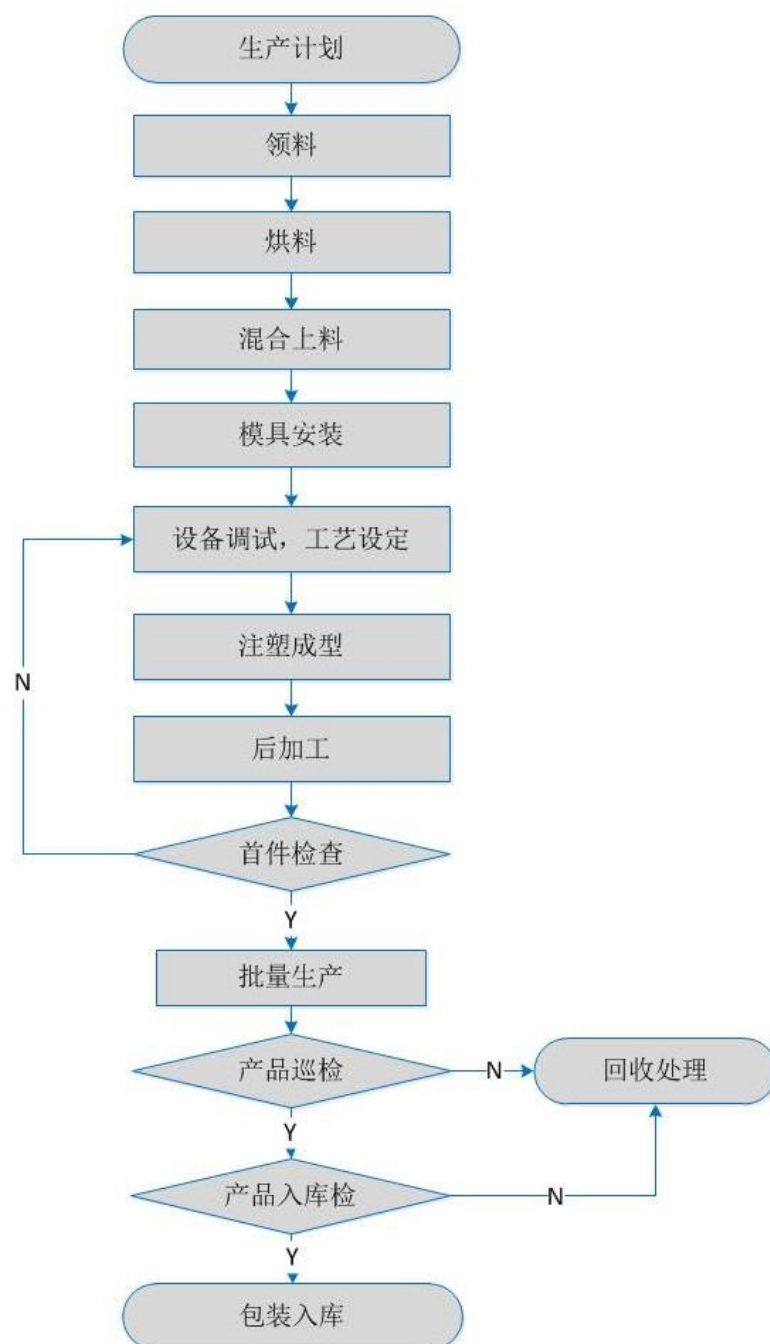 生产计划
领料
烘料
混合上料
模具安装
设备调试，工艺设定
注塑成型
N
后加工
首件检查
Y
批量生产
产品巡检
N
回收处理
Y
产品入库检
N
Y
包装入库